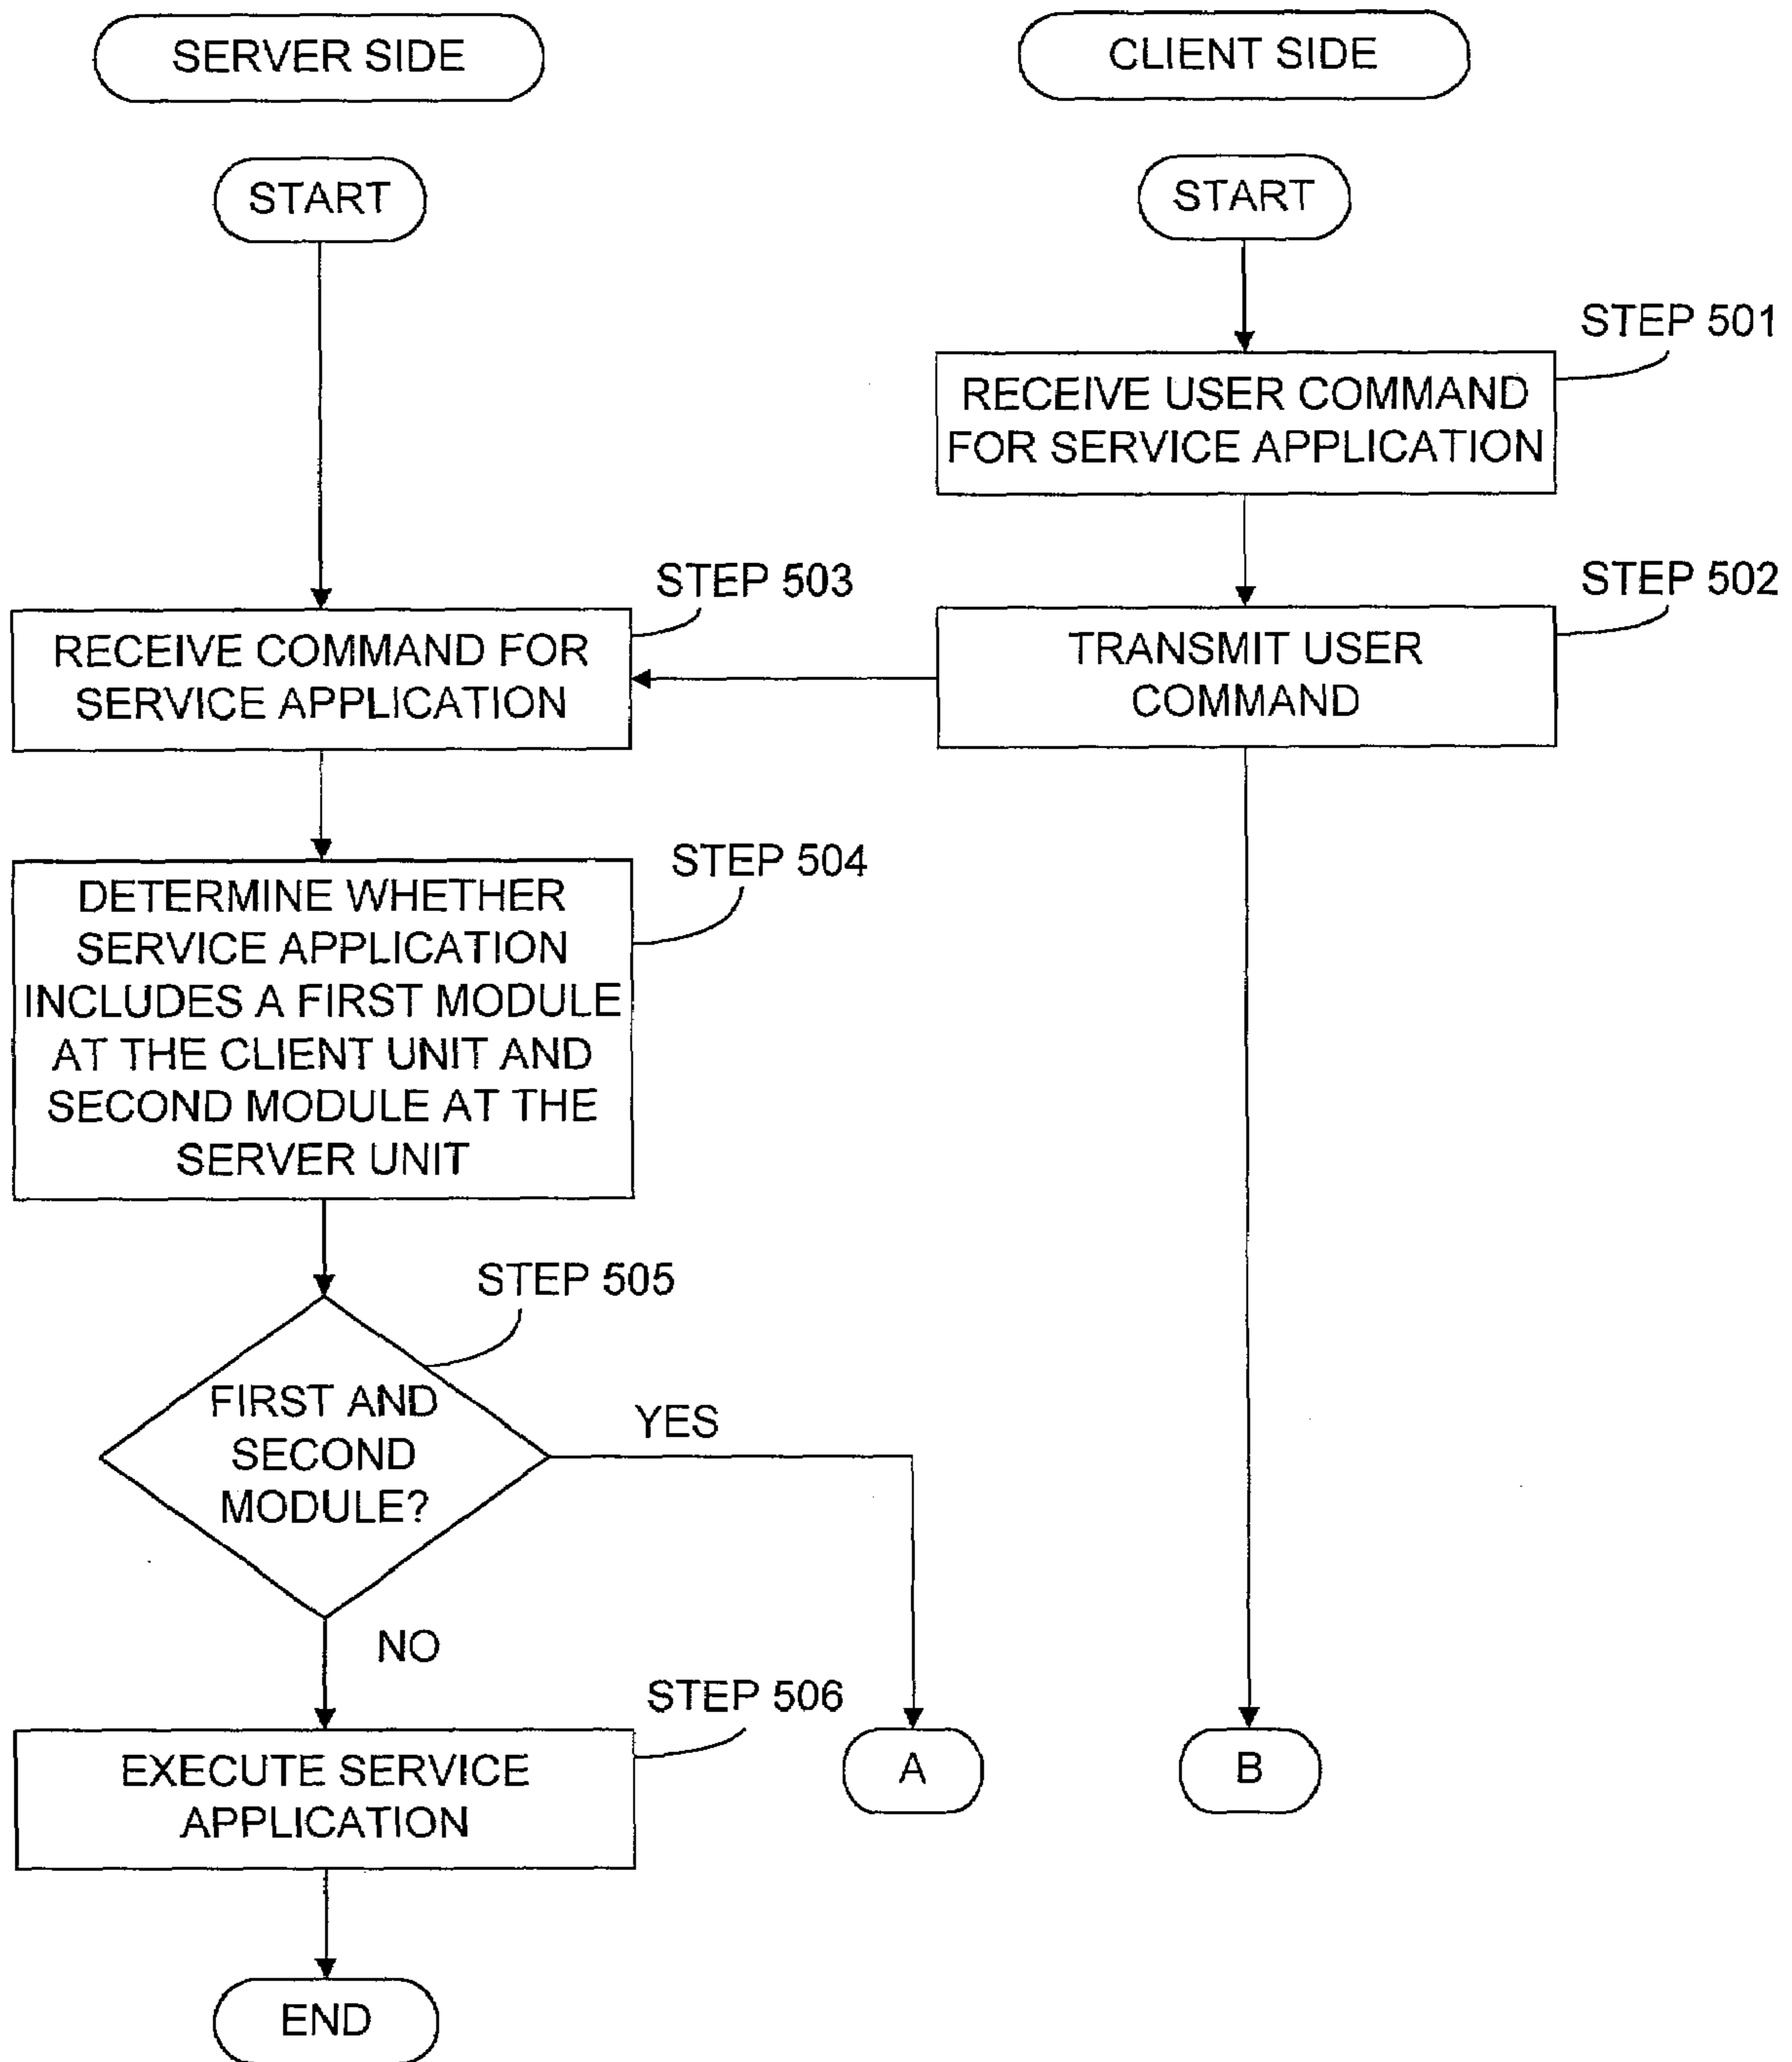 SERVER SIDE
CLIENT SIDE
START
START
STEP 501
RECEIVE USER COMMAND
FOR SERVICE APPLICATION
STEP 503
STEP 502
RECEIVE COMMAND FOR
SERVICE APPLICATION
TRANSMIT USER
COMMAND
STEP 504
DETERMINE WHETHER
SERVICE APPLICATION
INCLUDES A FIRST MODULE
AT THE CLIENT UNIT AND
SECOND MODULE AT THE
SERVER UNIT
STEP 505
FIRST AND
SECOND
MODULE?
YES
NO
STEP 506
EXECUTE SERVICE
APPLICATION
A
B
END